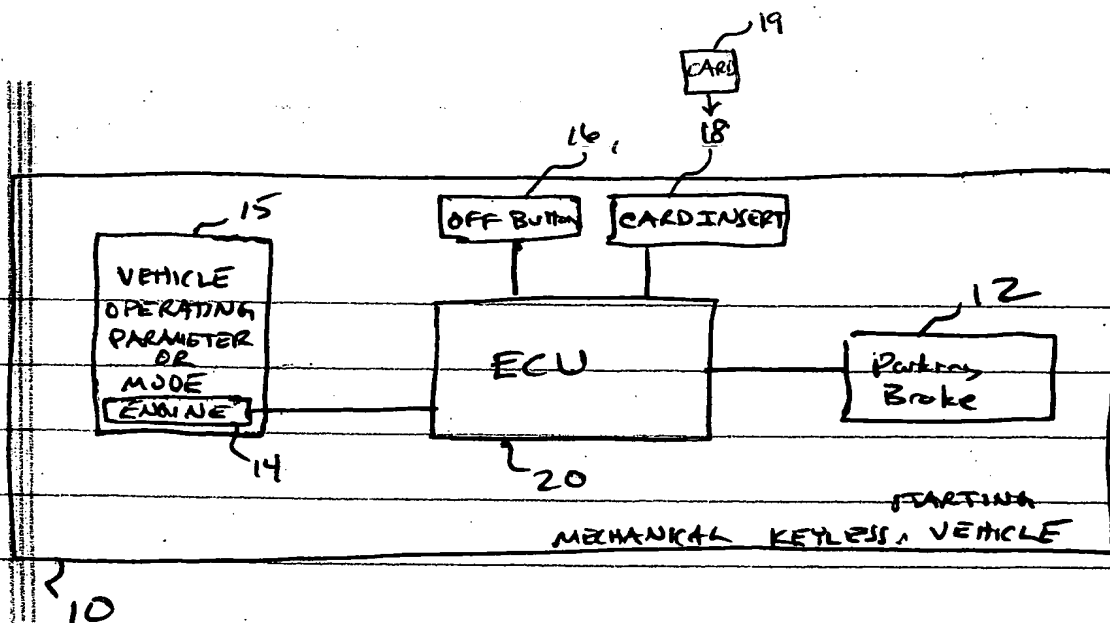 19
CARD
16,
18
15
OFF Button
CARD INSERT
VEHICLE
OPERATING
PARAMETER
OR
MODE
ENGINE
14
ECU
20
12
Parking
Brake
STARTING
MECHANICAL KEYLESS ∧ VEHICLE
10